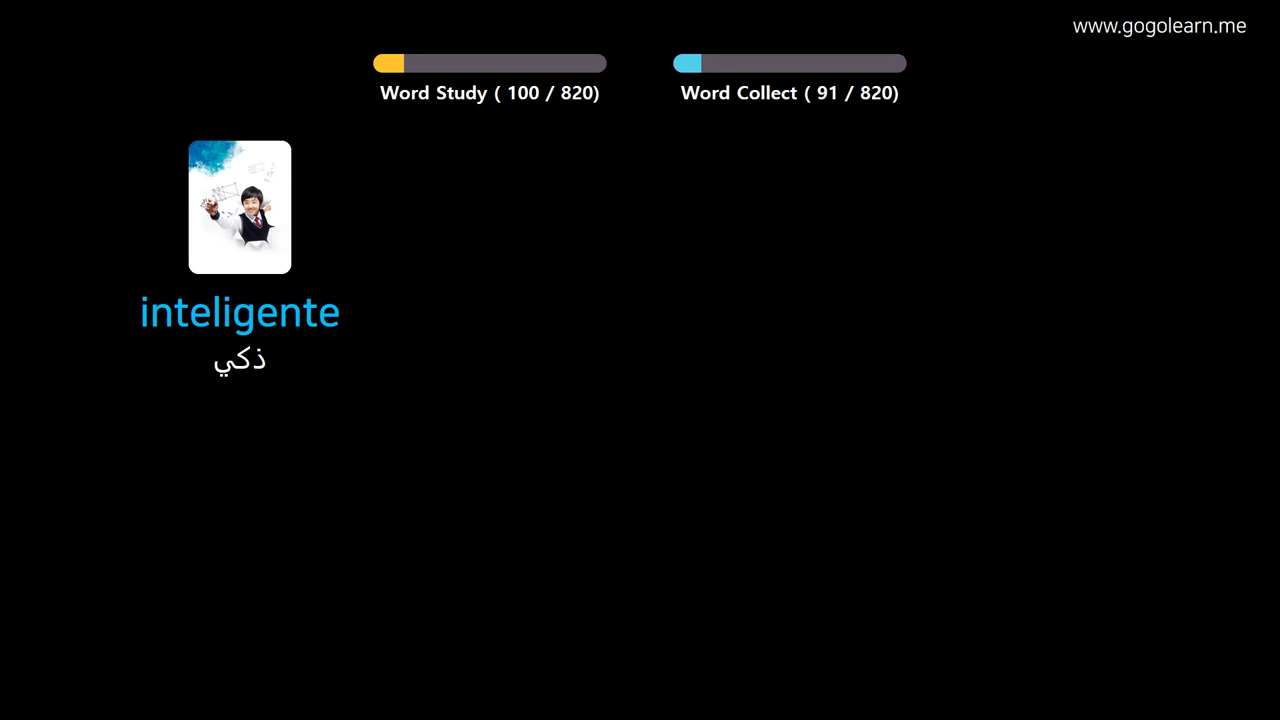 www.gogolearn.me
Word Study ( 100 / 820)
Word Collect ( 91 / 820)
inteligente
ذكي